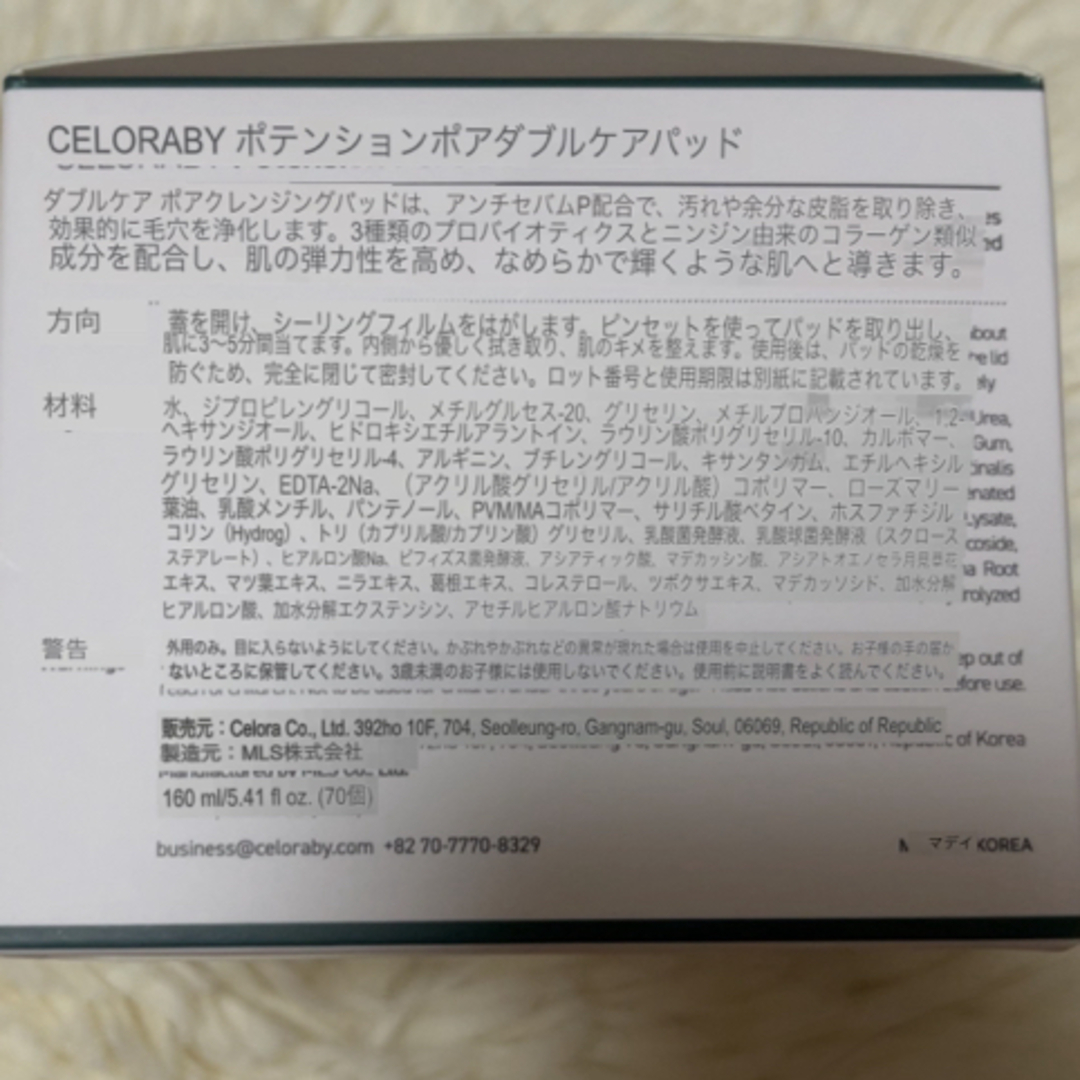 CELORABY ポテンションポアダブルケアパッド
ダブルケア ポアクレンジングパッドは、アンチセバムP配合で、汚れや余分な皮脂を取り除き、
効果的に毛穴を浄化します。3種類のプロバイオティクスとニンジン由来のコラーゲン類似
成分を配合し、肌の弾力性を高め、なめらかで輝くような肌へと導きます。
方向
蓋を開け、シーリングフィルムをはがします。ピンセットを使ってパッドを取り出し、 about
肌に3〜5分間当てます。内側から優しく拭き取り、肌のキメを整えます。使用後は、パットの乾燥を lid
防ぐため、完全に閉じて密封してください。ロット番号と使用期限は別紙に記載されています。
材料
水、ジプロピレングリコール、メチルグルセス-20、グリセリン、メチルプロパンジオール、1,2- Urea,
ヘキサンジオール、ヒドロキシエチルアラントイン、ラウリン酸ポリグリセリル-10、カルボマー、 Gum,
ラウリン酸ポリグリセリル-4、アルギニン、ブチレングリコール、キサンタンガム、エチルヘキシル
グリセリン、EDTA-2Na、（アクリル酸グリセリル/アクリル酸）コポリマー、ローズマリー
葉油、乳酸メンチル、パンテノール、PVM/MAコポリマー、サリチル酸ベタイン、ホスファチジル Lysate,
コリン（Hydrog）、トリ（カプリル酸/カプリン酸）グリセリル、乳酸菌発酵液、乳酸球菌発酵液（スクロース
ステアレート）、ヒアルロン酸Na、ビフィズス菌発酵液、アシアティック酸、マデカッシン酸、アシアトオエノセラ月見草花 Root
エキス、マツ葉エキス、ニラエキス、葛根エキス、コレステロール、ツボクサエキス、マデカッソシド、加水分解
ヒアルロン酸、加水分解エクステンシン、アセチルヒアルロン酸ナトリウム
警告
外用のみ。目に入らないようにしてください。かぶれやかぶれなどの異常が現れた場合は使用を中止してください。お子様の手の届か out of
ないところに保管してください。3歳未満のお子様には使用しないでください。使用前に説明書をよく読んでください。 use.
販売元：Celora Co., Ltd. 392ho 10F, 704, Seolleung-ro, Gangnam-gu, Soul, 06069, Republic of Republic
of Korea
製造元：MLS株式会社
160 ml/5.41 fl oz. (70個)
business@celoraby.com +82 70-7770-8329
マデイ KOREA